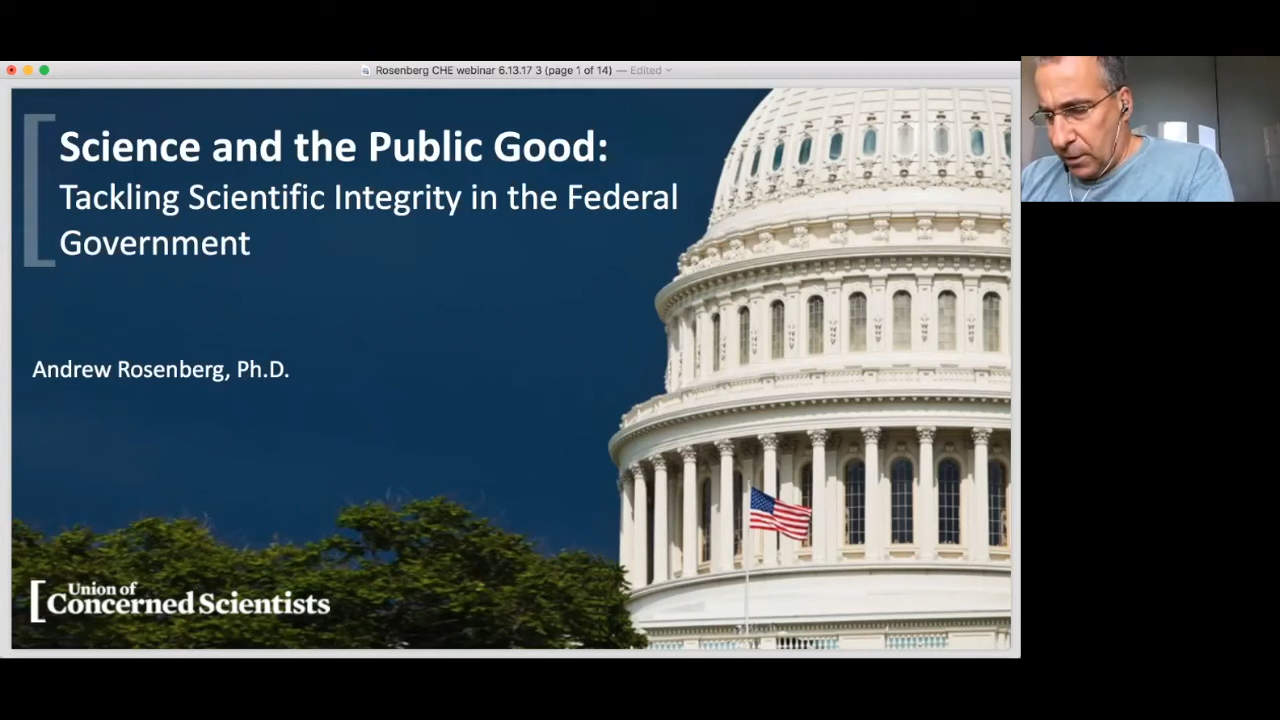 Rosenberg CHE webinar 6.13.17 3 (page 1 of 14) — Edited
Science and the Public Good:
Tackling Scientific Integrity in the Federal
Government
Andrew Rosenberg, Ph.D.
Union of
Concerned Scientists